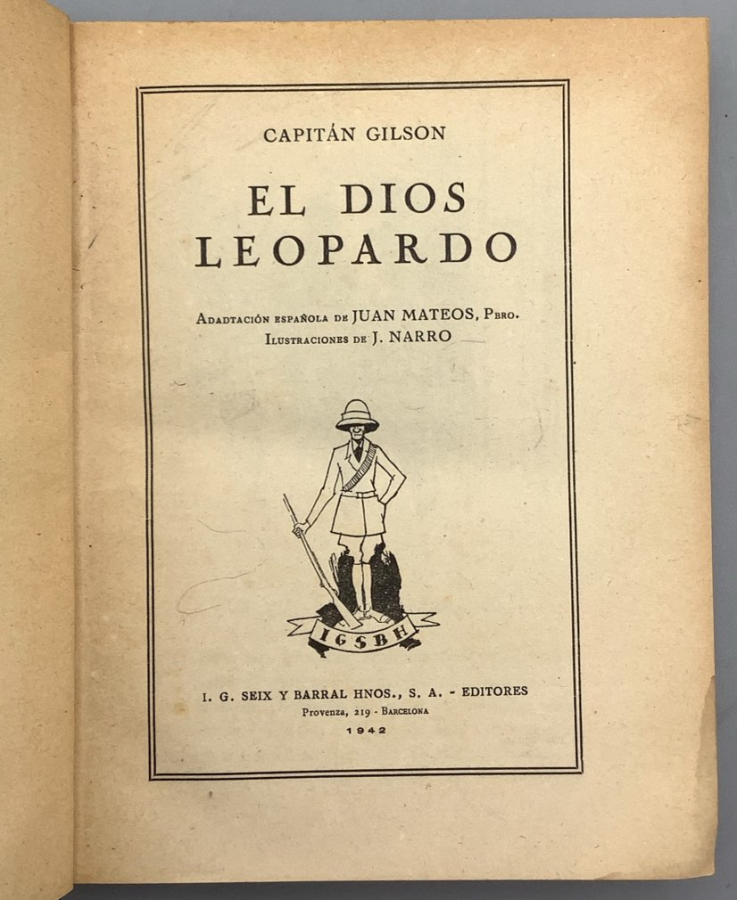 CAPITÁN GILSON
EL DIOS
LEOPARDO
ADADTACIÓN ESPAÑOLA DE JUAN MATEOS, PBRO.
ILUSTRACIONES DE J. NARRO
IGSBH
I. G. SEIX Y BARRAL HNOS., S. A. - EDITORES
Provenza, 219 - BARCELONA
1942